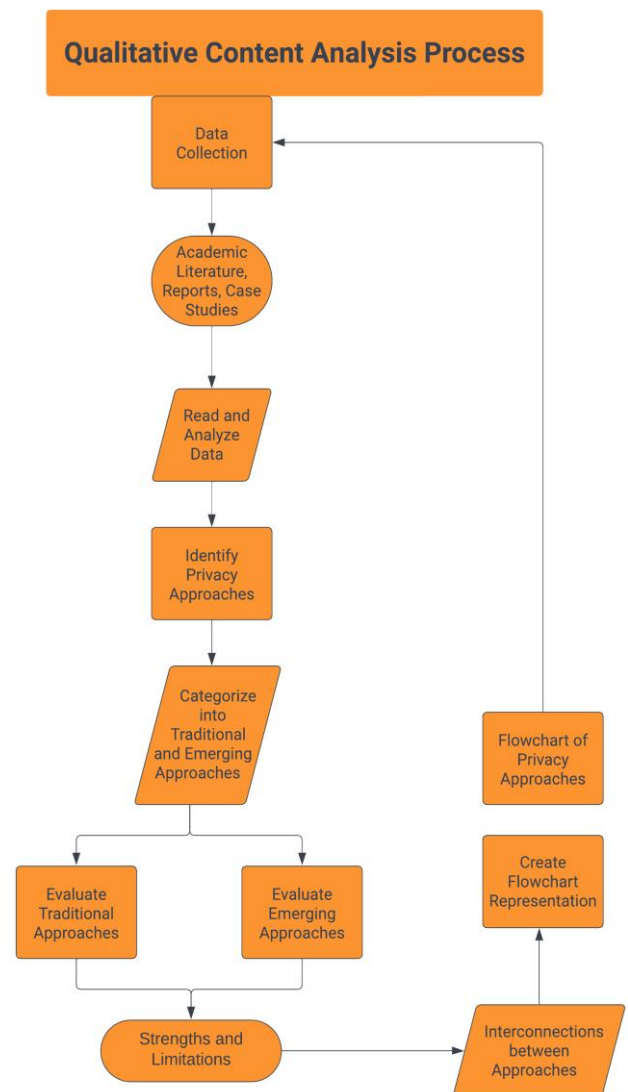 Qualitative Content Analysis Process
Data
Collection
Academic
Literature,
Reports, Case
Studies
Read and
Analyze
Data
Identify
Privacy
Approaches
Categorize
into
Traditional
and Emerging
Approaches
Evaluate
Traditional
Approaches
Evaluate
Emerging
Approaches
Strengths and
Limitations
Interconnections
between
Approaches
Create
Flowchart
Representation
Flowchart of
Privacy
Approaches